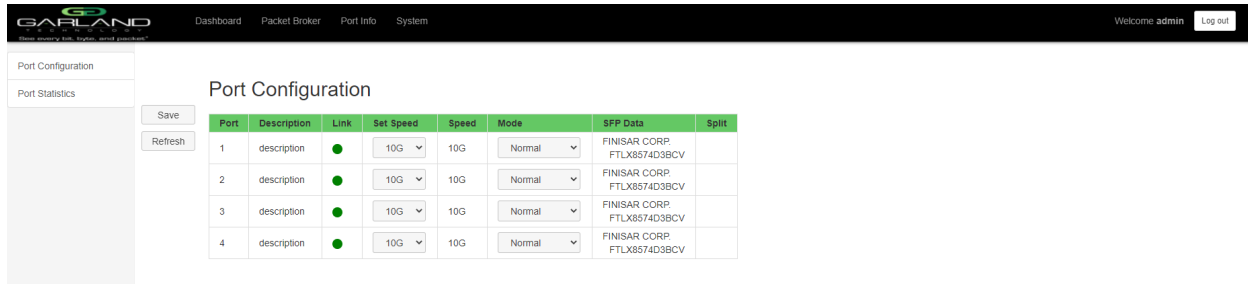 GARLAND
TECHNOLOGY
See every bit, byte, and packet®
Dashboard Packet Broker Port Info System
Welcome admin Log out
Port Configuration
Port Statistics
Save
Refresh
Port Configuration
Port Description Link Set Speed Speed Mode SFP Data Split
1 description 10G 10G Normal FINISAR CORP.
FTLX8574D3BCV
2 description 10G 10G Normal FINISAR CORP.
FTLX8574D3BCV
3 description 10G 10G Normal FINISAR CORP.
FTLX8574D3BCV
4 description 10G 10G Normal FINISAR CORP.
FTLX8574D3BCV